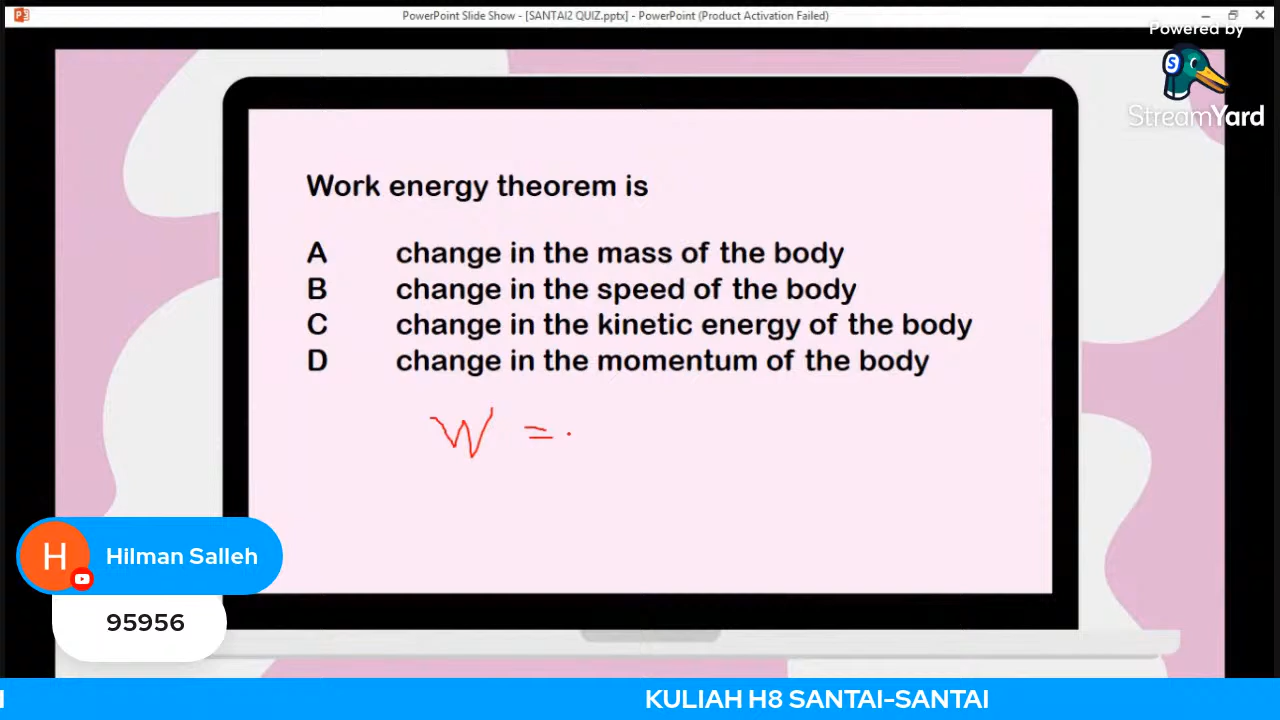 PowerPoint Slide Show - [SANTAI2 QUIZ.pptx] - PowerPoint (Product Activation Failed)
Powered by
S
StreamYard
Work energy theorem is
A change in the mass of the body
B change in the speed of the body
C change in the kinetic energy of the body
D change in the momentum of the body
W =
H Hilman Salleh
95956
KULIAH H8 SANTAI-SANTAI